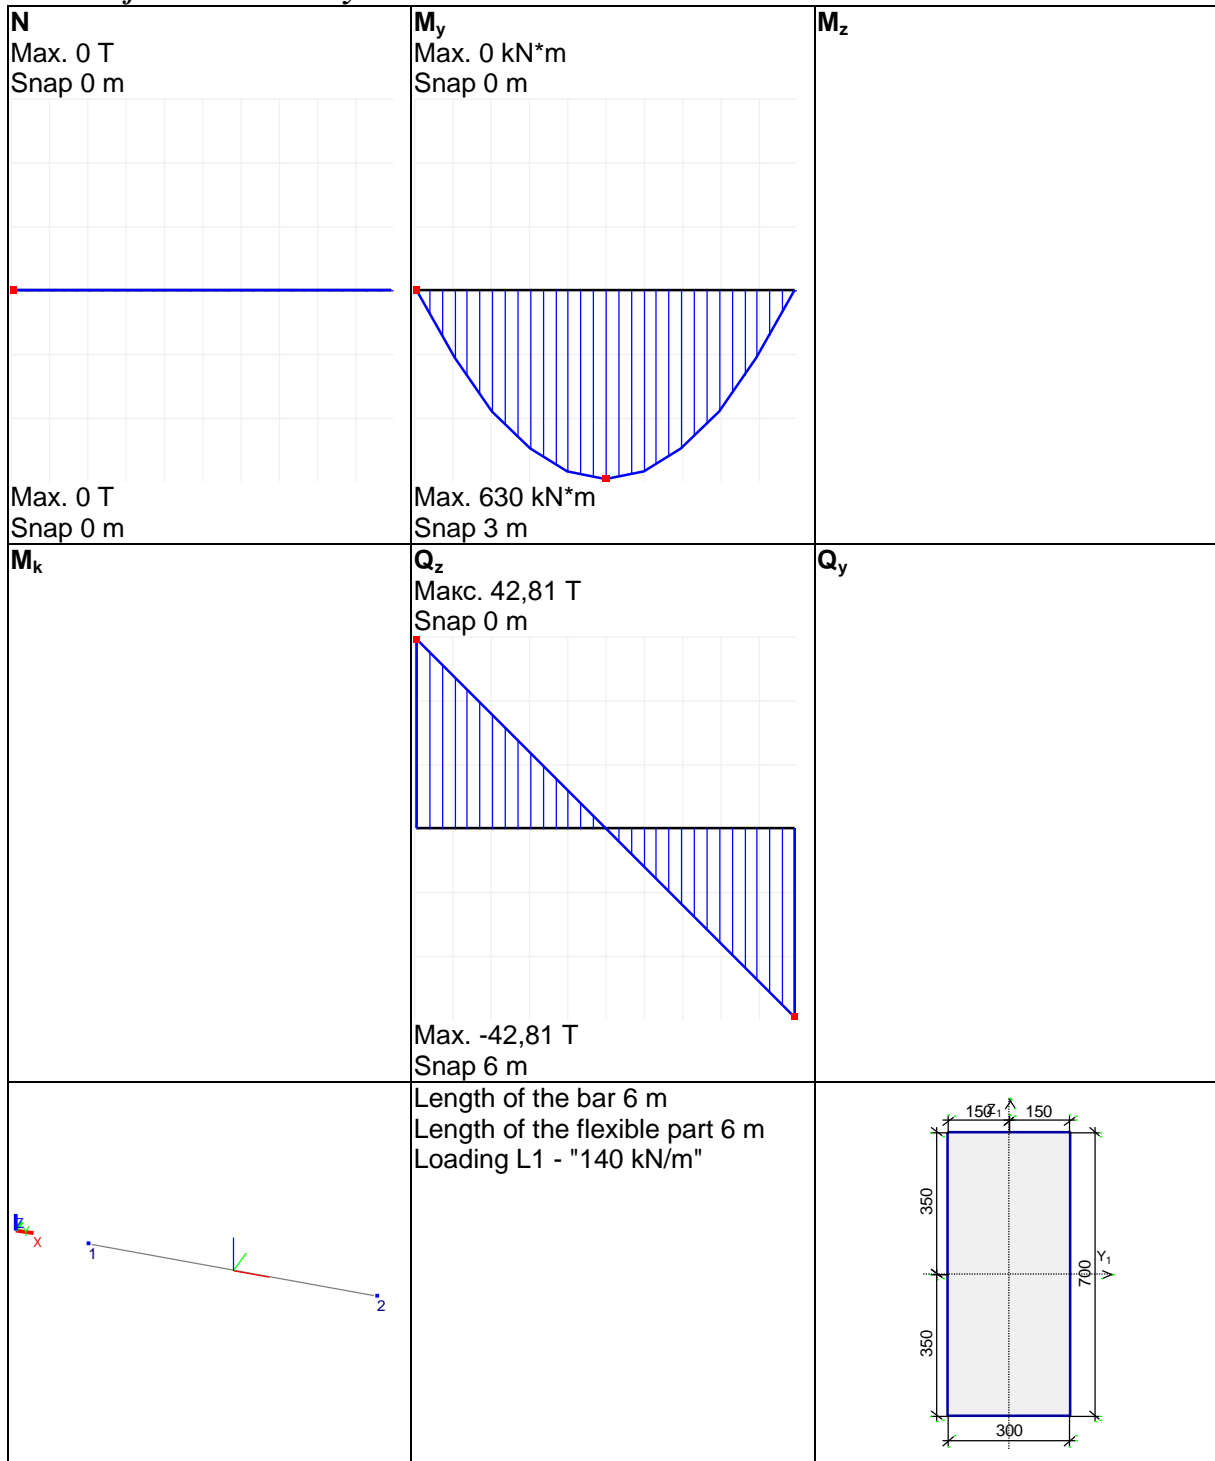 N
Max. 0 T
Snap 0 m
Max. 0 T
Snap 0 m
My
Max. 0 kN*m
Snap 0 m
Max. 630 kN*m
Snap 3 m
Mz
Mk
Qz
Макс. 42,81 T
Snap 0 m
Max. -42,81 T
Snap 6 m
Qy
Z
X
1
2
Length of the bar 6 m
Length of the flexible part 6 m
Loading L1 - "140 kN/m"
150
Z1
150
350
Y1
700
350
300